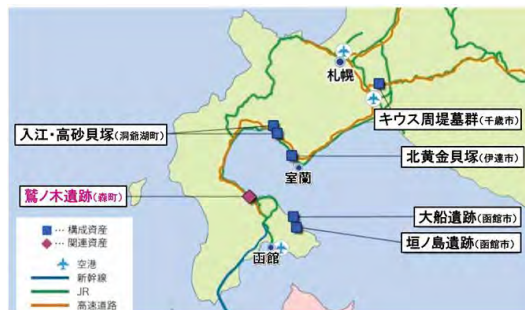 札幌
キウス周堤墓群(千歳市)
入江・高砂貝塚(洞爺湖町)
北黄金貝塚(伊達市)
室蘭
鷲ノ木遺跡(森町)
大船遺跡(函館市)
垣ノ島遺跡(函館市)
函館
…構成資産
…関連資産
空港
新幹線
JR
高速道路